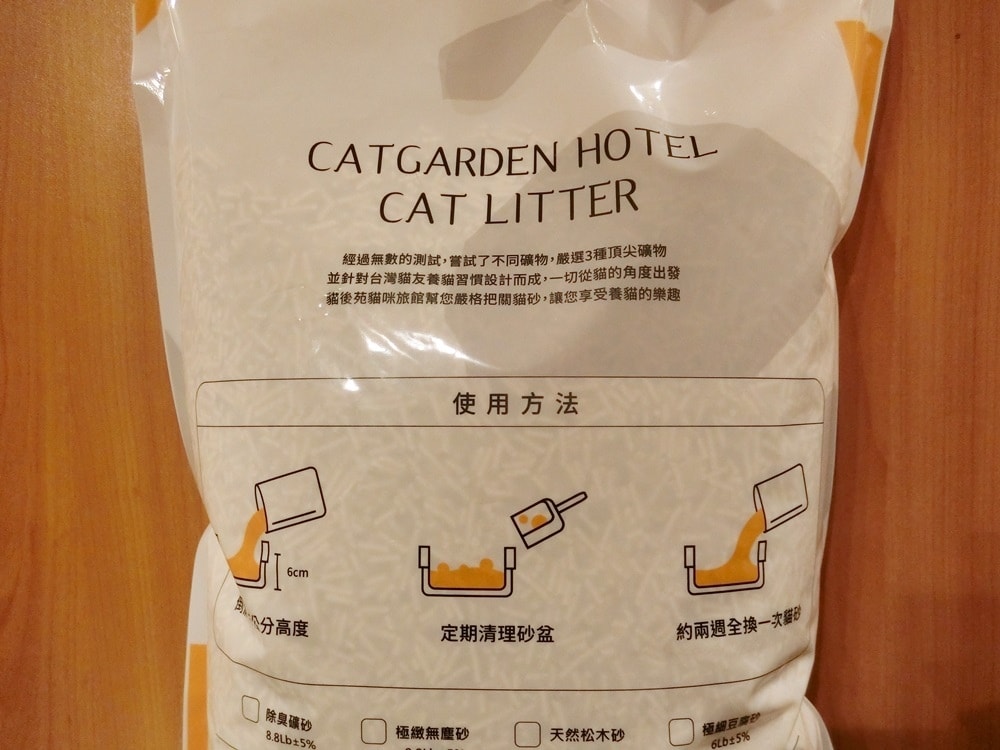 CATGARDEN HOTEL
CAT LITTER
經過無數的測試，嘗試了不同礦物，嚴選3種頂尖礦物
並針對台灣貓友養貓習慣設計而成，一切從貓的角度出發
貓後苑貓咪旅館幫您嚴格把關貓砂，讓您享受養貓的樂趣
使用方法
6cm
公分高度
定期清理砂盆
約兩週全換一次貓砂
除臭礦砂
8.8Lb±5%
極緻無塵砂
天然松木砂
極細豆腐砂
6Lb±5%